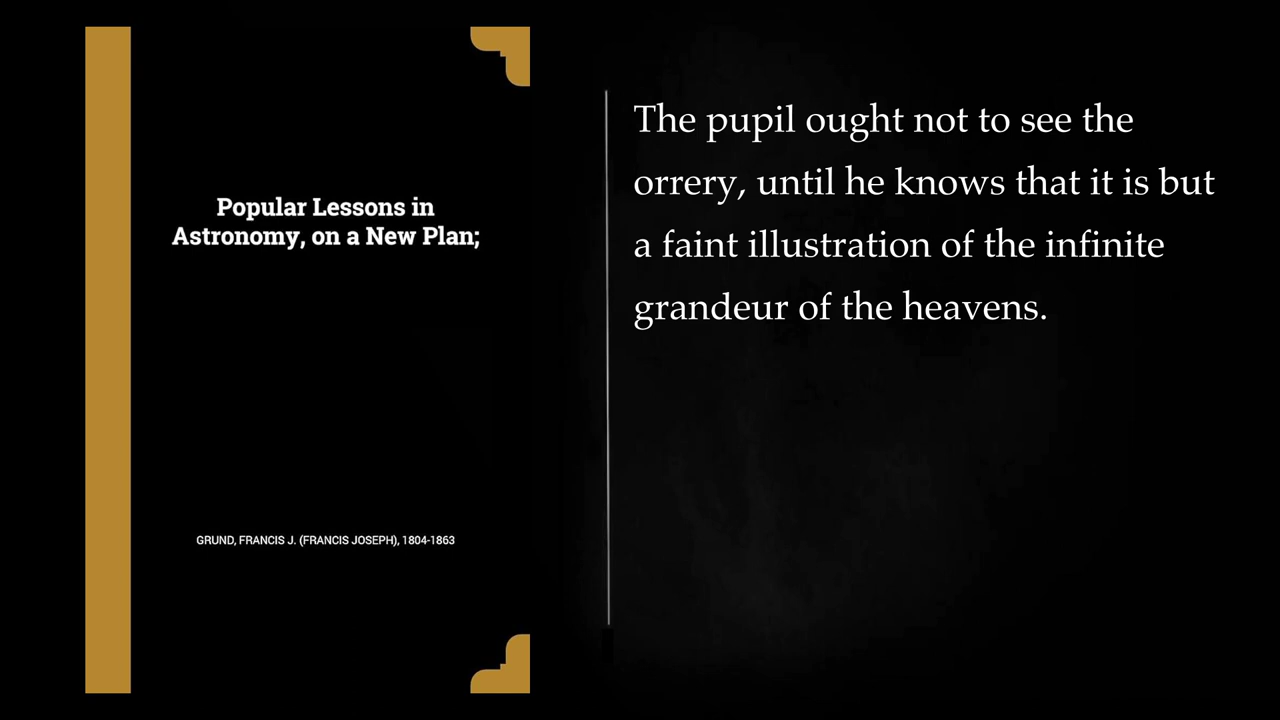 Popular Lessons in
Astronomy, on a New Plan;
GRUND, FRANCIS J. (FRANCIS JOSEPH), 1804-1863
The pupil ought not to see the
orrery, until he knows that it is but
a faint illustration of the infinite
grandeur of the heavens.